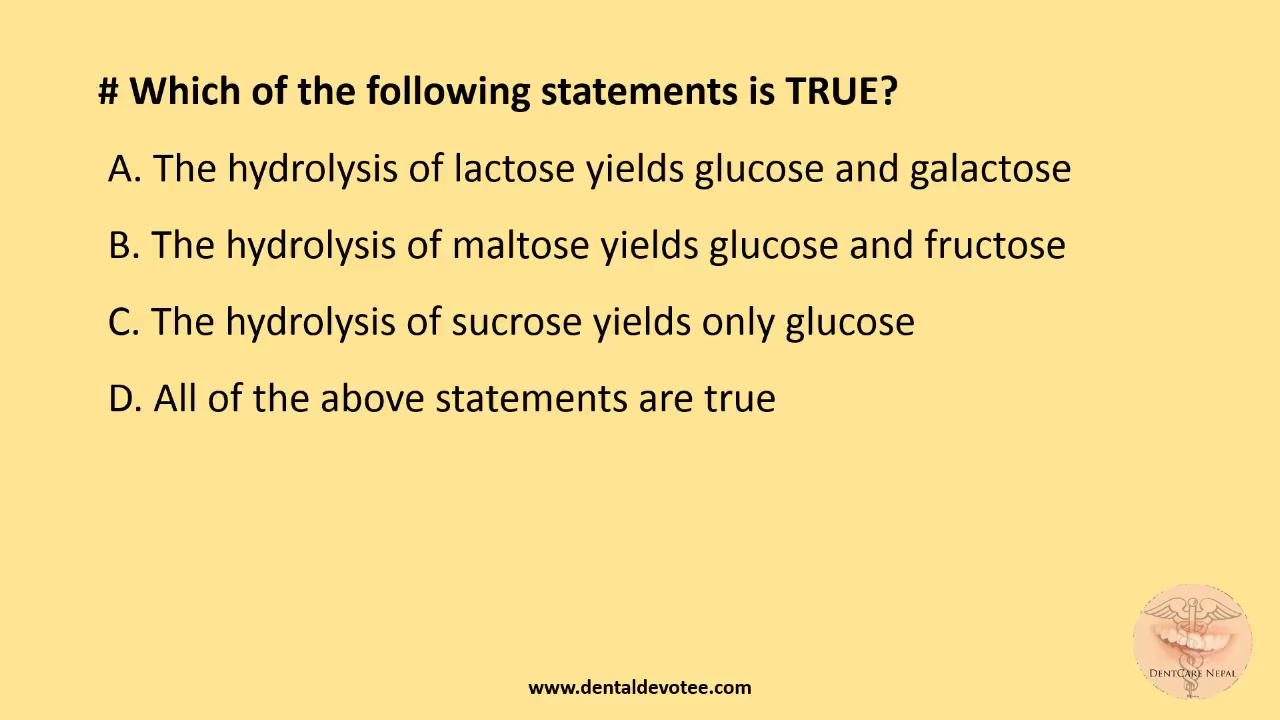 # Which of the following statements is TRUE?
A. The hydrolysis of lactose yields glucose and galactose
B. The hydrolysis of maltose yields glucose and fructose
C. The hydrolysis of sucrose yields only glucose
D. All of the above statements are true
DENTCARE NEPAL
www.dentaldevotee.com